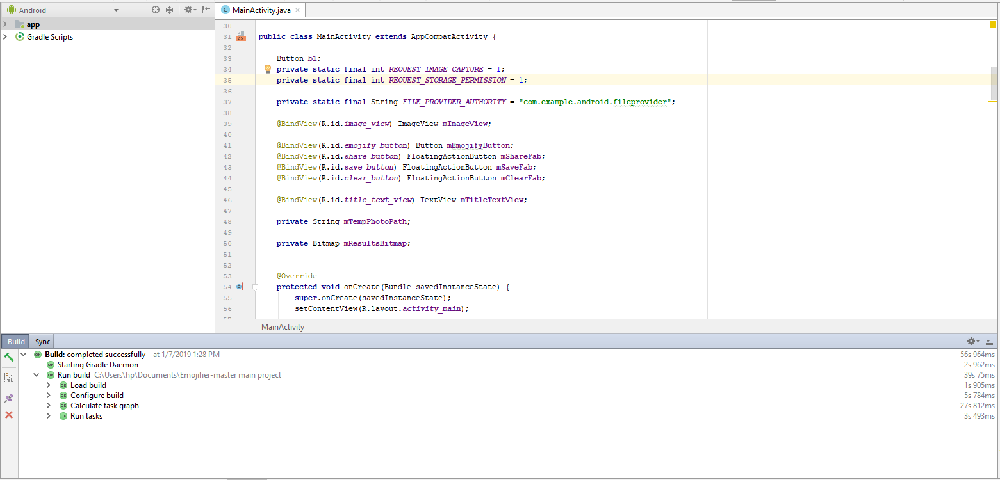 Android
MainActivity.java
app
Gradle Scripts
30
31 public class MainActivity extends AppCompatActivity {
32
33 Button b1;
34 private static final int REQUEST_IMAGE_CAPTURE = 1;
35 private static final int REQUEST_STORAGE_PERMISSION = 1;
36
37 private static final String FILE_PROVIDER_AUTHORITY = "com.example.android.fileprovider";
38
39 @BindView(R.id.image_view) ImageView mImageView;
40
41 @BindView(R.id.emojify_button) Button mEmojifyButton;
42 @BindView(R.id.share_button) FloatingActionButton mShareFab;
43 @BindView(R.id.save_button) FloatingActionButton mSaveFab;
44 @BindView(R.id.clear_button) FloatingActionButton mClearFab;
45
46 @BindView(R.id.title_text_view) TextView mTitleTextView;
47
48 private String mTempPhotoPath;
49
50 private Bitmap mResultsBitmap;
51
52
53 @Override
54 protected void onCreate(Bundle savedInstanceState) {
55 super.onCreate(savedInstanceState);
56 setContentView(R.layout.activity_main);
MainActivity
Build Sync
Build: completed successfully at 1/7/2019 1:28 PM 56s 964ms
Starting Gradle Daemon 2s 962ms
Run build C:\Users\hp\Documents\Emojifier-master main project 39s 75ms
Load build 1s 905ms
Configure build 5s 784ms
Calculate task graph 27s 812ms
Run tasks 3s 493ms